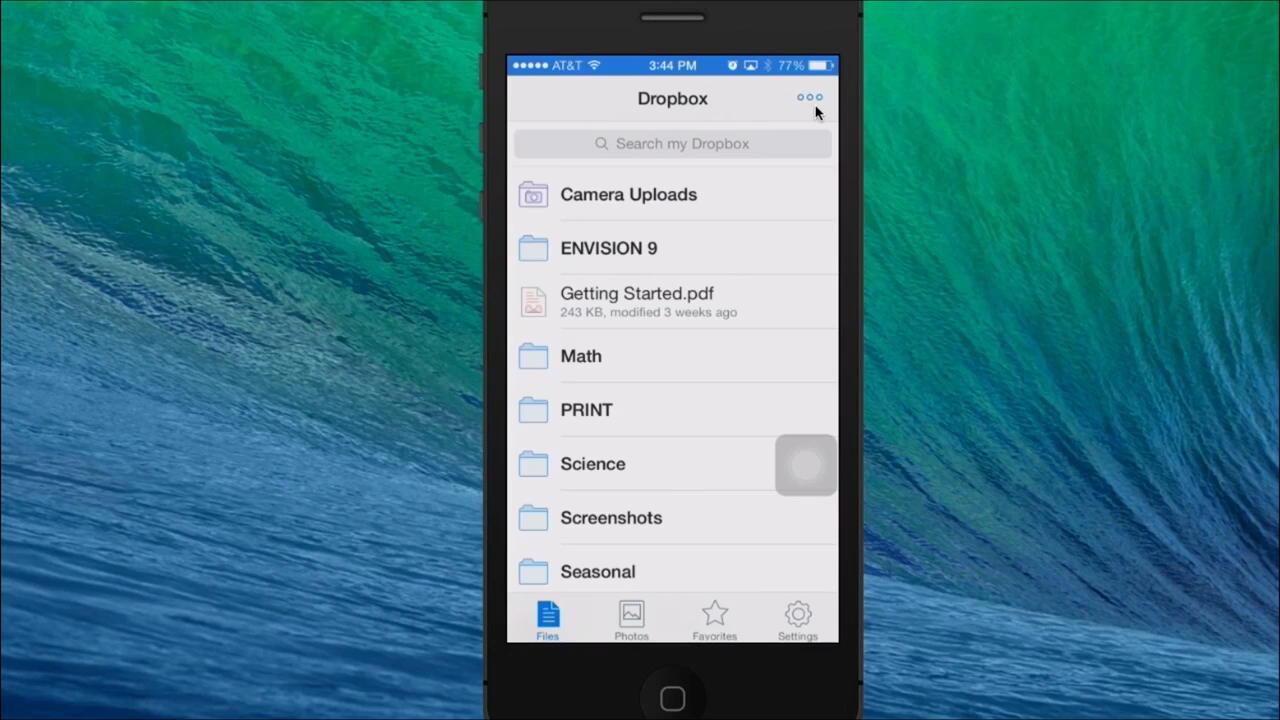 AT&T 3:44 PM 77%
Dropbox
Search my Dropbox
Camera Uploads
ENVISION 9
Getting Started.pdf
243 KB, modified 3 weeks ago
Math
PRINT
Science
Screenshots
Seasonal
Files Photos Favorites Settings